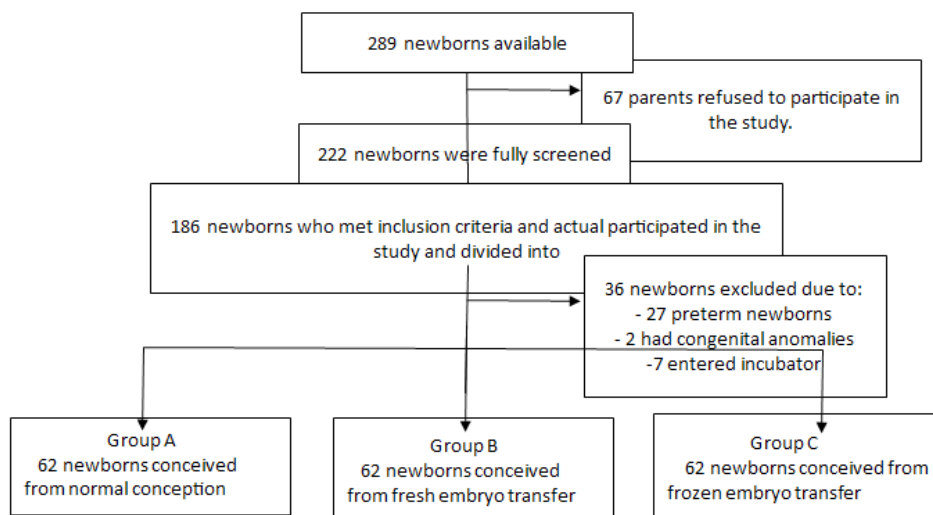 289 newborns available
67 parents refused to participate in
the study.
222 newborns were fully screened
186 newborns who met inclusion criteria and actual participated in the
study and divided into
36 newborns excluded due to:
- 27 preterm newborns
- 2 had congenital anomalies
-7 entered incubator
Group A
62 newborns conceived
from normal conception
Group B
62 newborns conceived
from fresh embryo transfer
Group C
62 newborns conceived from
frozen embryo transfer